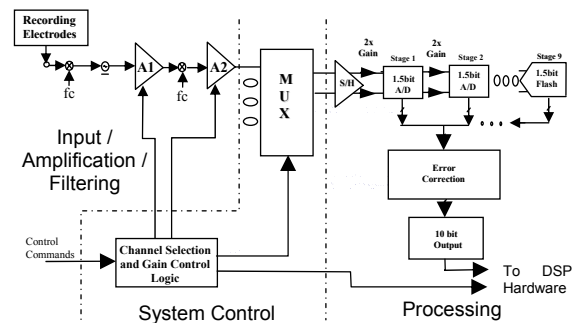 Recording
Electrodes
fc
A1
fc
A2
M
U
X
2x
Gain
S/H
Stage 1
1.5bit
A/D
2x
Gain
Stage 2
1.5bit
A/D
Stage 9
1.5bit
Flash
Input /
Amplification /
Filtering
Error
Correction
10 bit
Output
Control
Commands
Channel Selection
and Gain Control
Logic
To DSP
Hardware
System Control
Processing